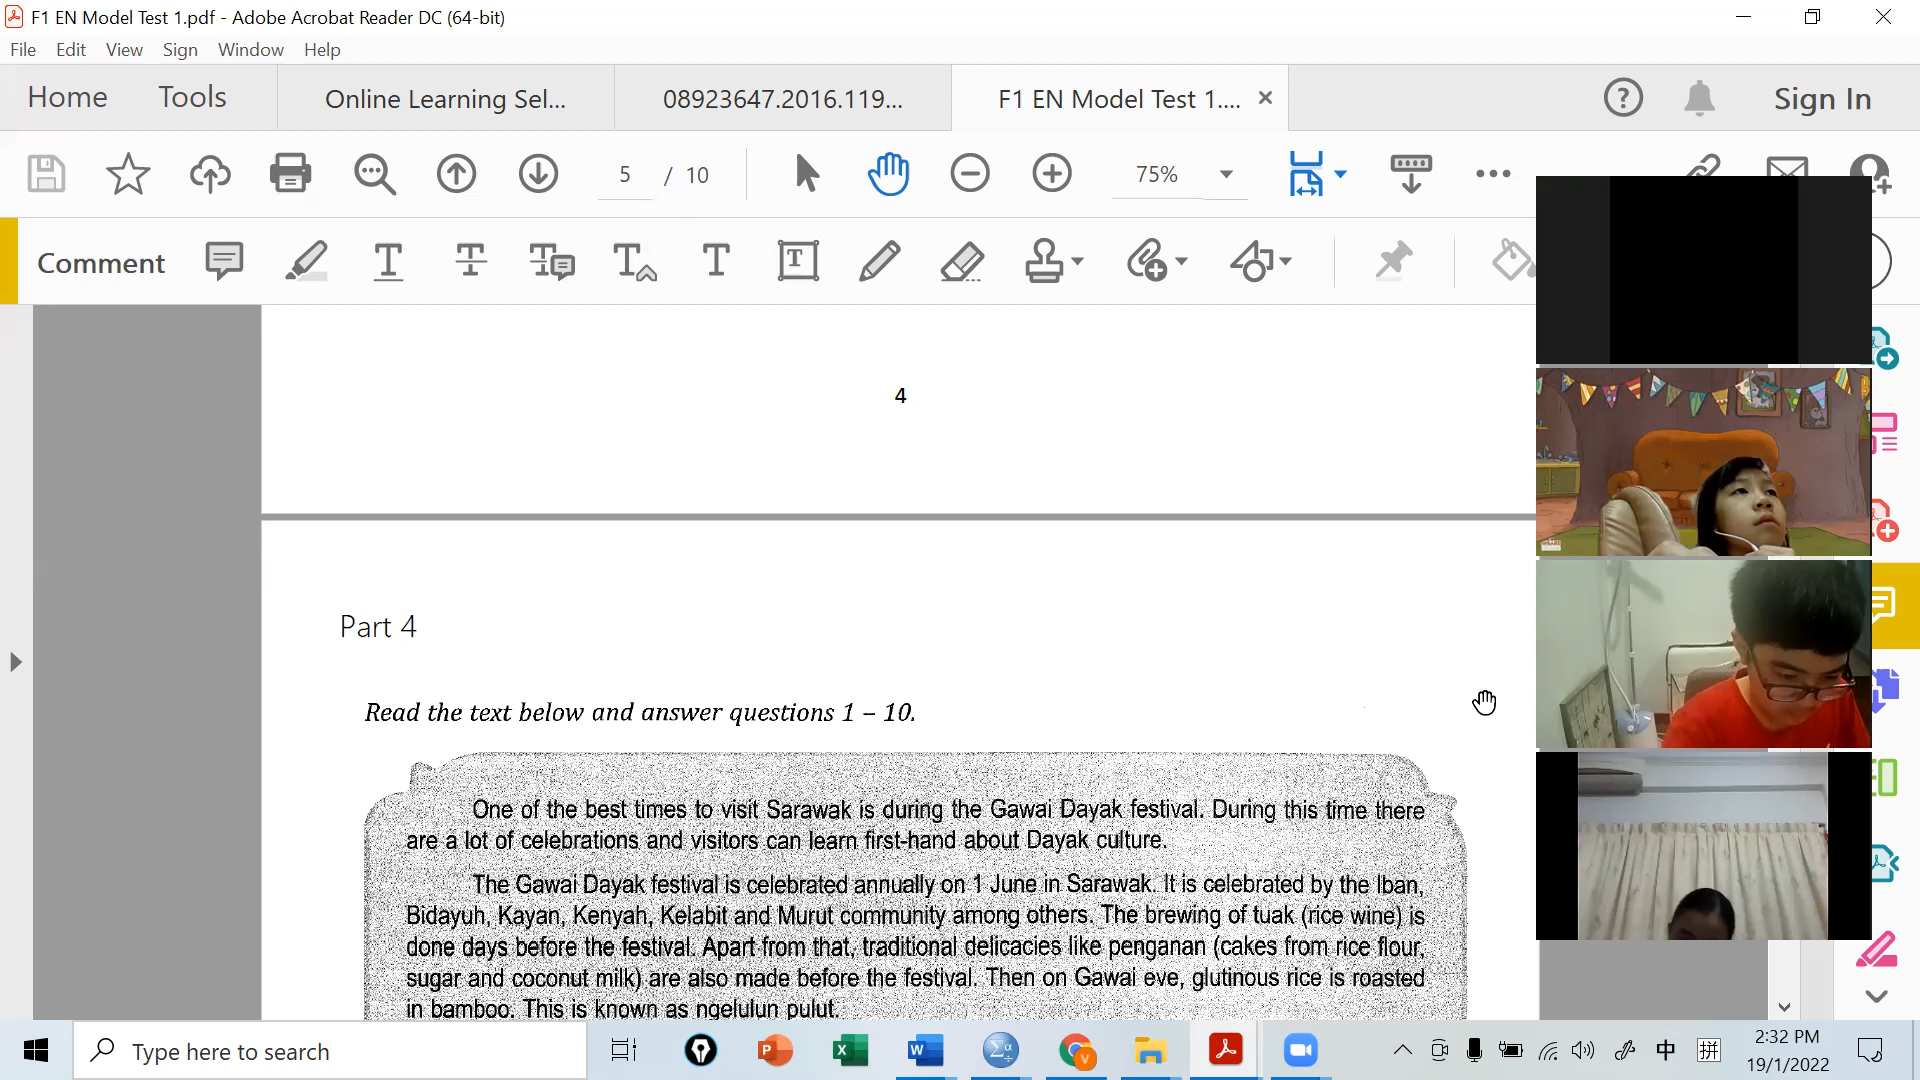 F1 EN Model Test 1.pdf - Adobe Acrobat Reader DC (64-bit)
File Edit View Sign Window Help
Home Tools Online Learning Sel... 08923647.2016.119... F1 EN Model Test 1.... Sign In
5 / 10 75%
Comment
4
Part 4
Read the text below and answer questions 1 – 10.
One of the best times to visit Sarawak is during the Gawai Dayak festival. During this time there
are a lot of celebrations and visitors can learn first-hand about Dayak culture.
The Gawai Dayak festival is celebrated annually on 1 June in Sarawak. It is celebrated by the Iban,
Bidayuh, Kayan, Kenyah, Kelabit and Murut community among others. The brewing of tuak (rice wine) is
done days before the festival. Apart from that, traditional delicacies like penganan (cakes from rice flour,
sugar and coconut milk) are also made before the festival. Then on Gawai eve, glutinous rice is roasted
in bamboo. This is known as ngelulun pulut.
Type here to search
中 拼
2:32 PM
19/1/2022